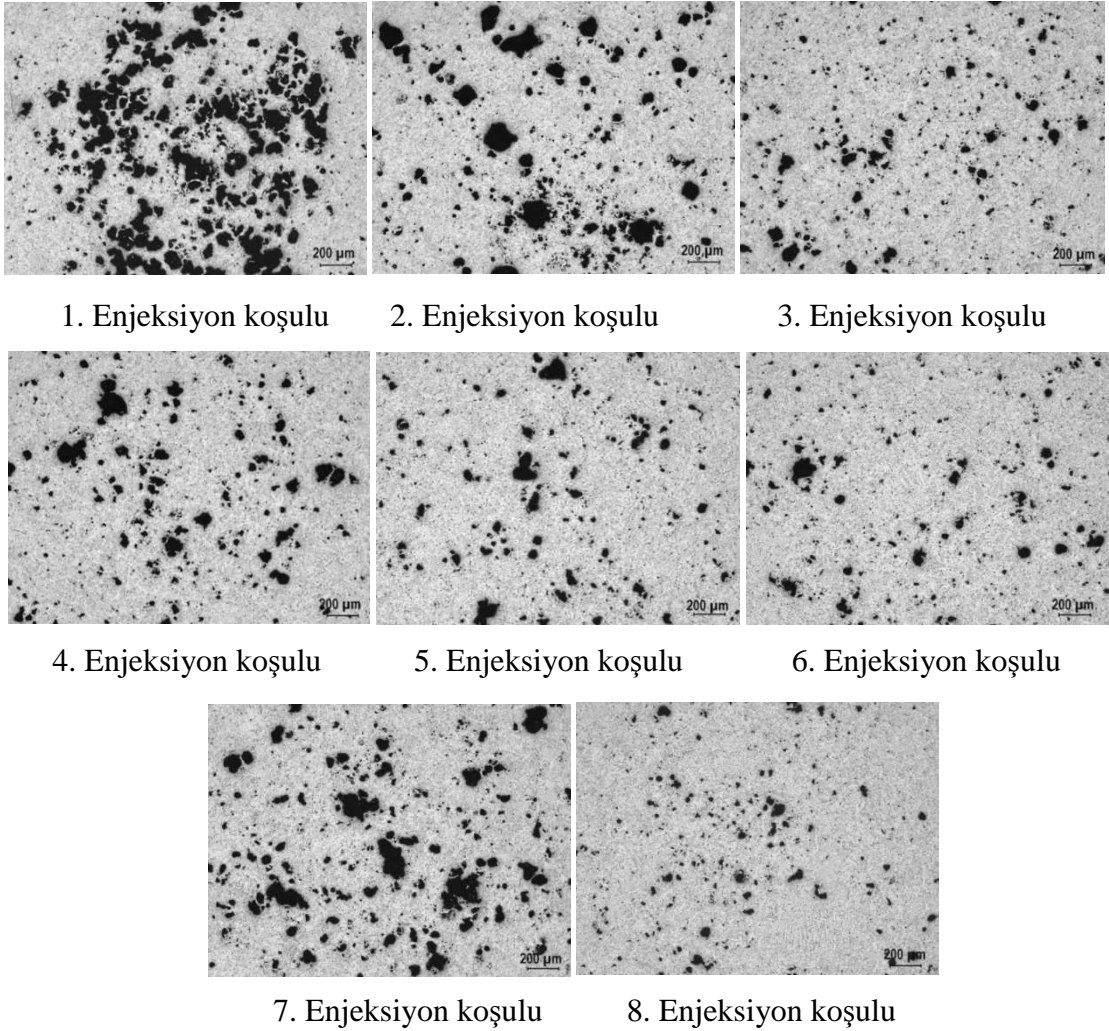 200 µm 200 µm 200 µm
1. Enjeksiyon koşulu 2. Enjeksiyon koşulu 3. Enjeksiyon koşulu
200 µm 200 µm 200 µm
4. Enjeksiyon koşulu 5. Enjeksiyon koşulu 6. Enjeksiyon koşulu
200 µm 200 µm
7. Enjeksiyon koşulu 8. Enjeksiyon koşulu